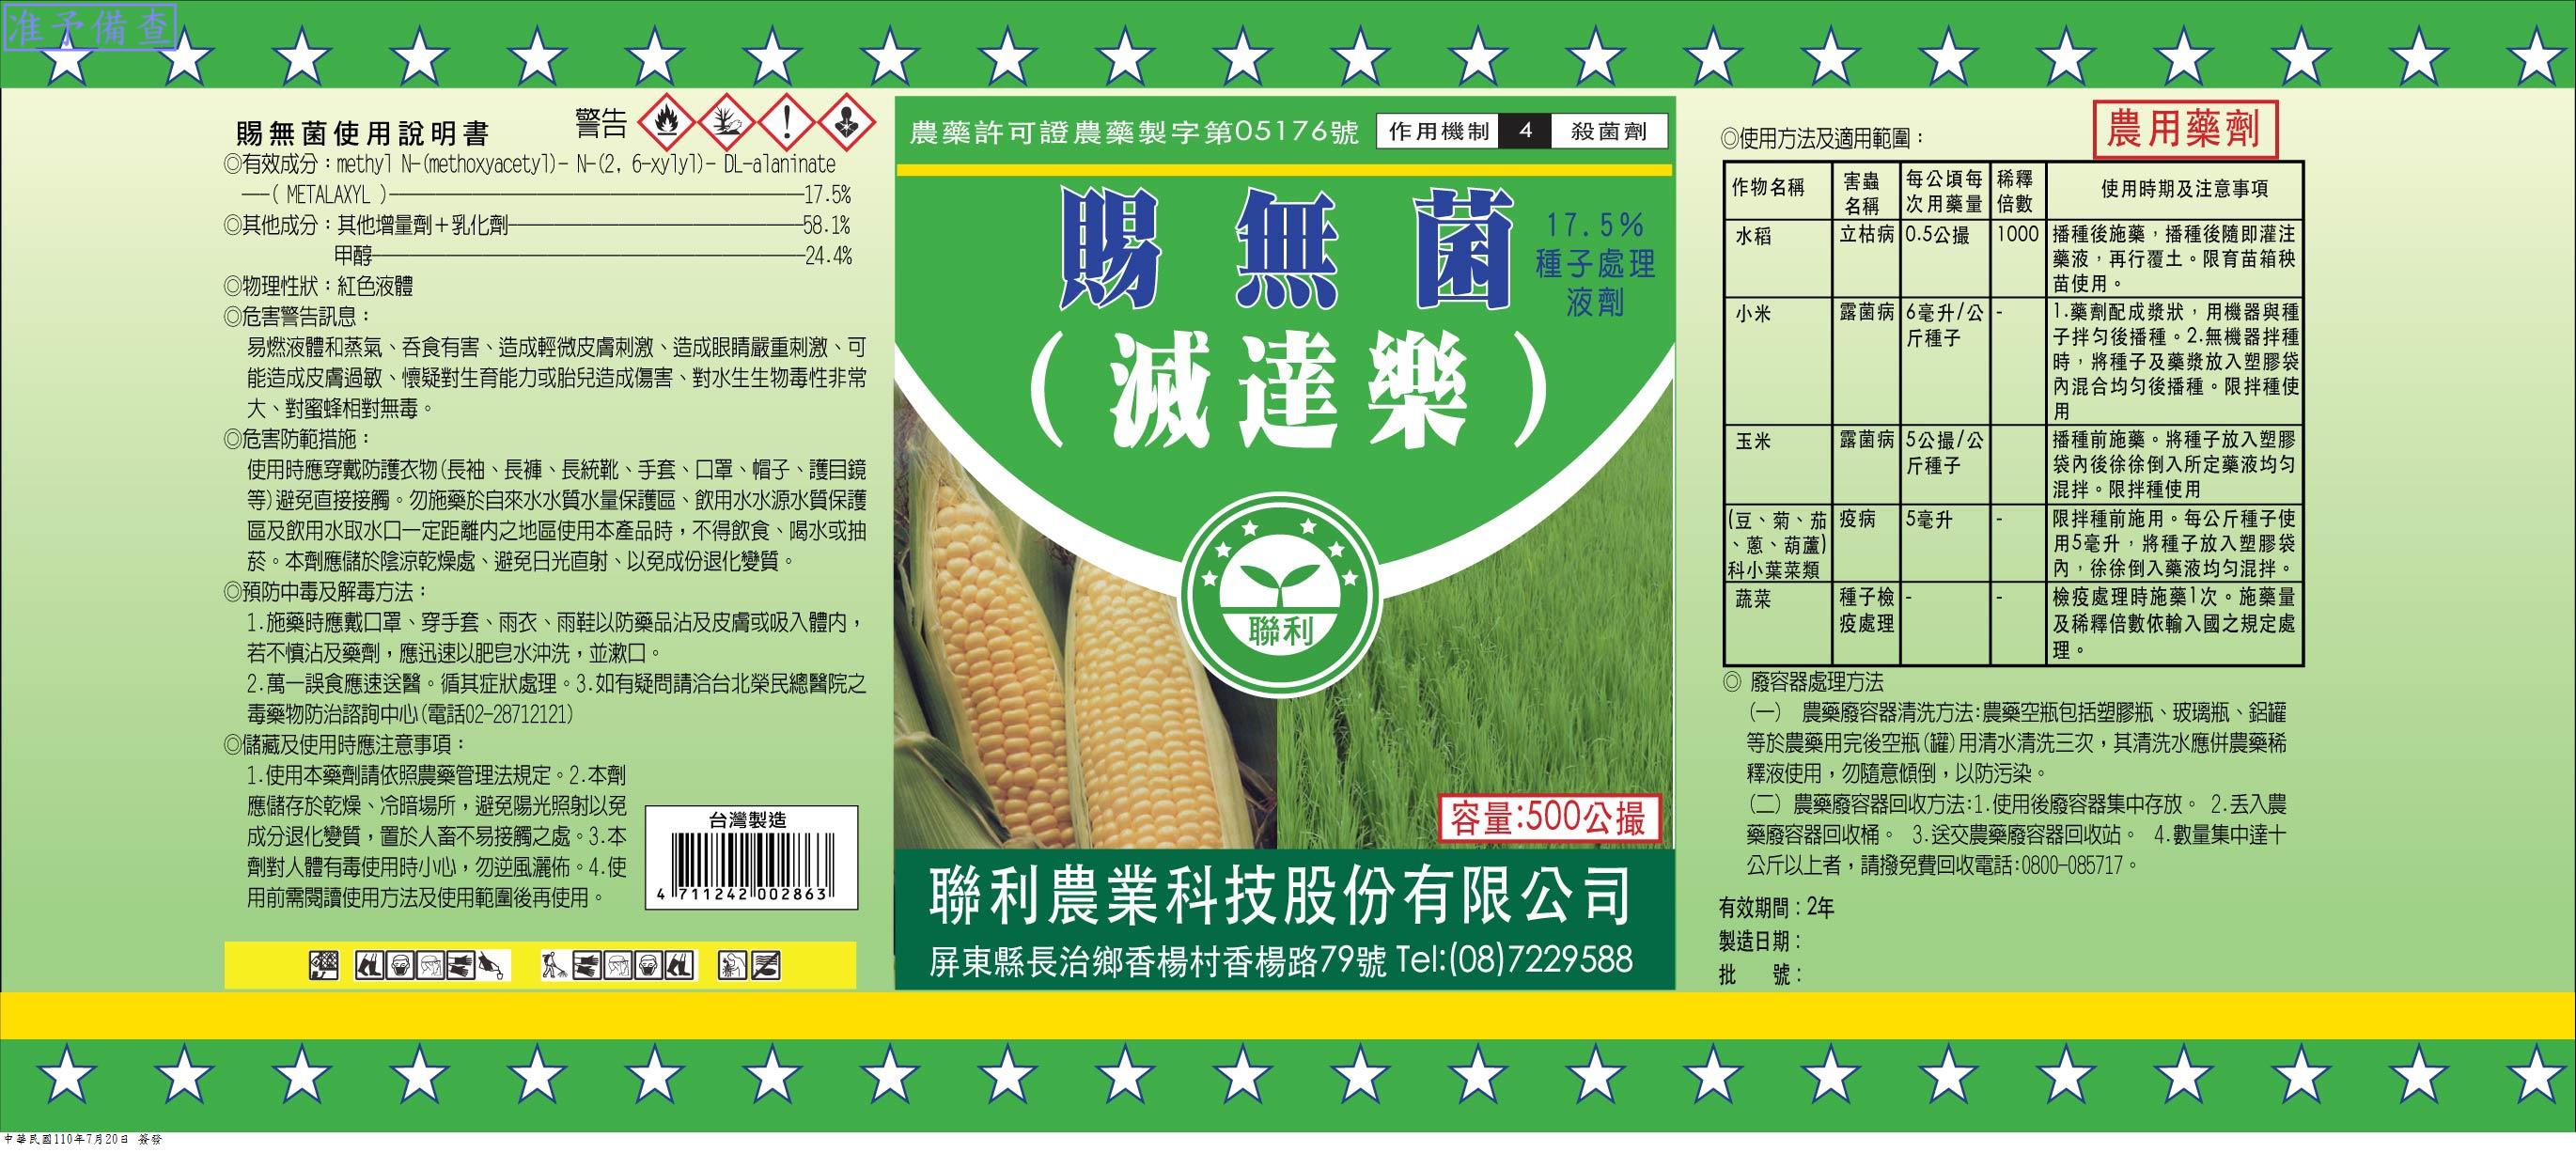 准予備查
賜無菌使用說明書
警告
◎有效成分：methyl N-(methoxyacetyl)- N-(2, 6-xylyl)- DL-alaninate
—-( METALAXYL )————————17.5%
◎其他成分：其他增量劑＋乳化劑————————58.1%
甲醇————————24.4%
◎物理性狀：紅色液體
◎危害警告訊息：
易燃液體和蒸氣、吞食有害、造成輕微皮膚刺激、造成眼睛嚴重刺激、可
能造成皮膚過敏、懷疑對生育能力或胎兒造成傷害、對水生生物毒性非常
大、對蜜蜂相對無毒。
◎危害防範措施：
使用時應穿戴防護衣物(長袖、長褲、長統靴、手套、口罩、帽子、護目鏡
等)避免直接接觸。勿施藥於自來水水質水量保護區、飲用水水源水質保護
區及飲用水取水口一定距離內之地區使用本產品時，不得飲食、喝水或抽
菸。本劑應儲於陰涼乾燥處、避免日光直射、以免成份退化變質。
◎預防中毒及解毒方法：
1.施藥時應戴口罩、穿手套、雨衣、雨鞋以防藥品沾及皮膚或吸入體內，
若不慎沾及藥劑，應迅速以肥皂水沖洗，並漱口。
2.萬一誤食應速送醫。循其症狀處理。3.如有疑問請洽台北榮民總醫院之
毒藥物防治諮詢中心(電話02-28712121)
◎儲藏及使用時應注意事項：
1.使用本藥劑請依照農藥管理法規定。2.本劑
應儲存於乾燥、冷暗場所，避免陽光照射以免
成分退化變質，置於人畜不易接觸之處。3.本
劑對人體有毒使用時小心，勿逆風灑佈。4.使
用前需閱讀使用方法及使用範圍後再使用。
台灣製造
4 711242 002863
農藥許可證農藥製字第05176號
作用機制 4 殺菌劑
賜無菌
17.5%
種子處理
液劑
(滅達樂)
聯利
容量:500公撮
聯利農業科技股份有限公司
屏東縣長治鄉香楊村香楊路79號 Tel:(08)7229588
農用藥劑
◎使用方法及適用範圍：
作物名稱 害蟲名稱 每公頃每次用藥量 稀釋倍數 使用時期及注意事項
水稻 立枯病 0.5公撮 1000 播種後施藥，播種後隨即灌注
藥液，再行覆土。限育苗箱秧
苗使用。
小米 露菌病 6毫升/公斤種子 - 1.藥劑配成漿狀，用機器與種
子拌勻後播種。2.無機器拌種
時，將種子及藥漿放入塑膠袋
內混合均勻後播種。限拌種使
用
玉米 露菌病 5公撮/公斤種子 播種前施藥。將種子放入塑膠
袋內後徐徐倒入所定藥液均勻
混拌。限拌種使用
(豆、菊、茄、蔥、葫蘆)科小葉菜類 疫病 5毫升 - 限拌種前施用。每公斤種子使
用5毫升，將種子放入塑膠袋
內，徐徐倒入藥液均勻混拌。
蔬菜 種子檢疫處理 - - 檢疫處理時施藥1次。施藥量
及稀釋倍數依輸入國之規定處
理。
◎ 廢容器處理方法
(一) 農藥廢容器清洗方法:農藥空瓶包括塑膠瓶、玻璃瓶、鋁罐
等於農藥用完後空瓶(罐)用清水清洗三次，其清洗水應併農藥稀
釋液使用，勿隨意傾倒，以防污染。
(二) 農藥廢容器回收方法:1.使用後廢容器集中存放。 2.丟入農
藥廢容器回收桶。 3.送交農藥廢容器回收站。 4.數量集中達十
公斤以上者，請撥免費回收電話:0800-085717。
有效期間：2年
製造日期：
批 號：
中華民國110年7月20日 簽發